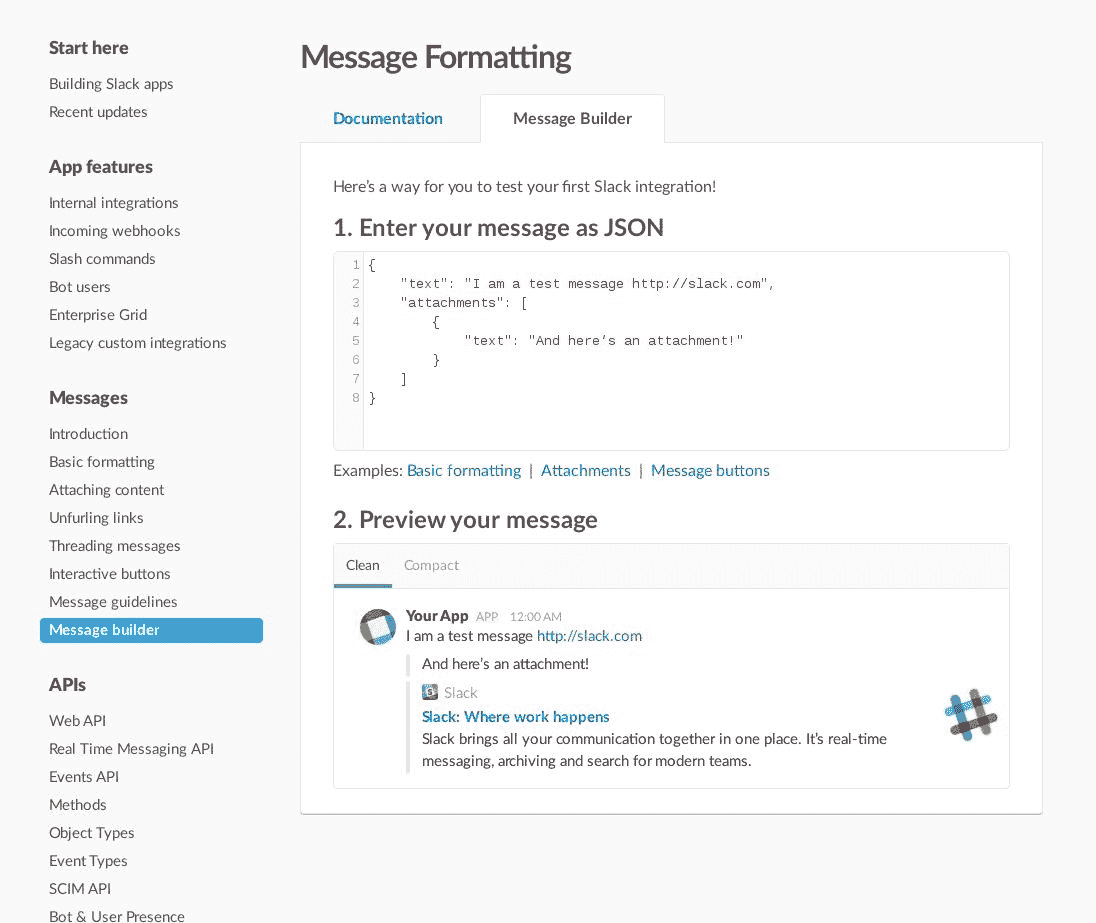 Start here
Building Slack apps
Recent updates
App features
Internal integrations
Incoming webhooks
Slash commands
Bot users
Enterprise Grid
Legacy custom integrations
Messages
Introduction
Basic formatting
Attaching content
Unfurling links
Threading messages
Interactive buttons
Message guidelines
Message builder
APIs
Web API
Real Time Messaging API
Events API
Methods
Object Types
Event Types
SCIM API
Bot & User Presence
Message Formatting
Documentation
Message Builder
Here's a way for you to test your first Slack integration!
1. Enter your message as JSON
1 {
2 "text": "I am a test message http://slack.com",
3 "attachments": [
4 {
5 "text": "And here’s an attachment!"
6 }
7 ]
8 }
Examples: Basic formatting | Attachments | Message buttons
2. Preview your message
Clean Compact
Your App APP 12:00 AM
I am a test message http://slack.com
And here’s an attachment!
Slack
Slack: Where work happens
Slack brings all your communication together in one place. It’s real-time
messaging, archiving and search for modern teams.